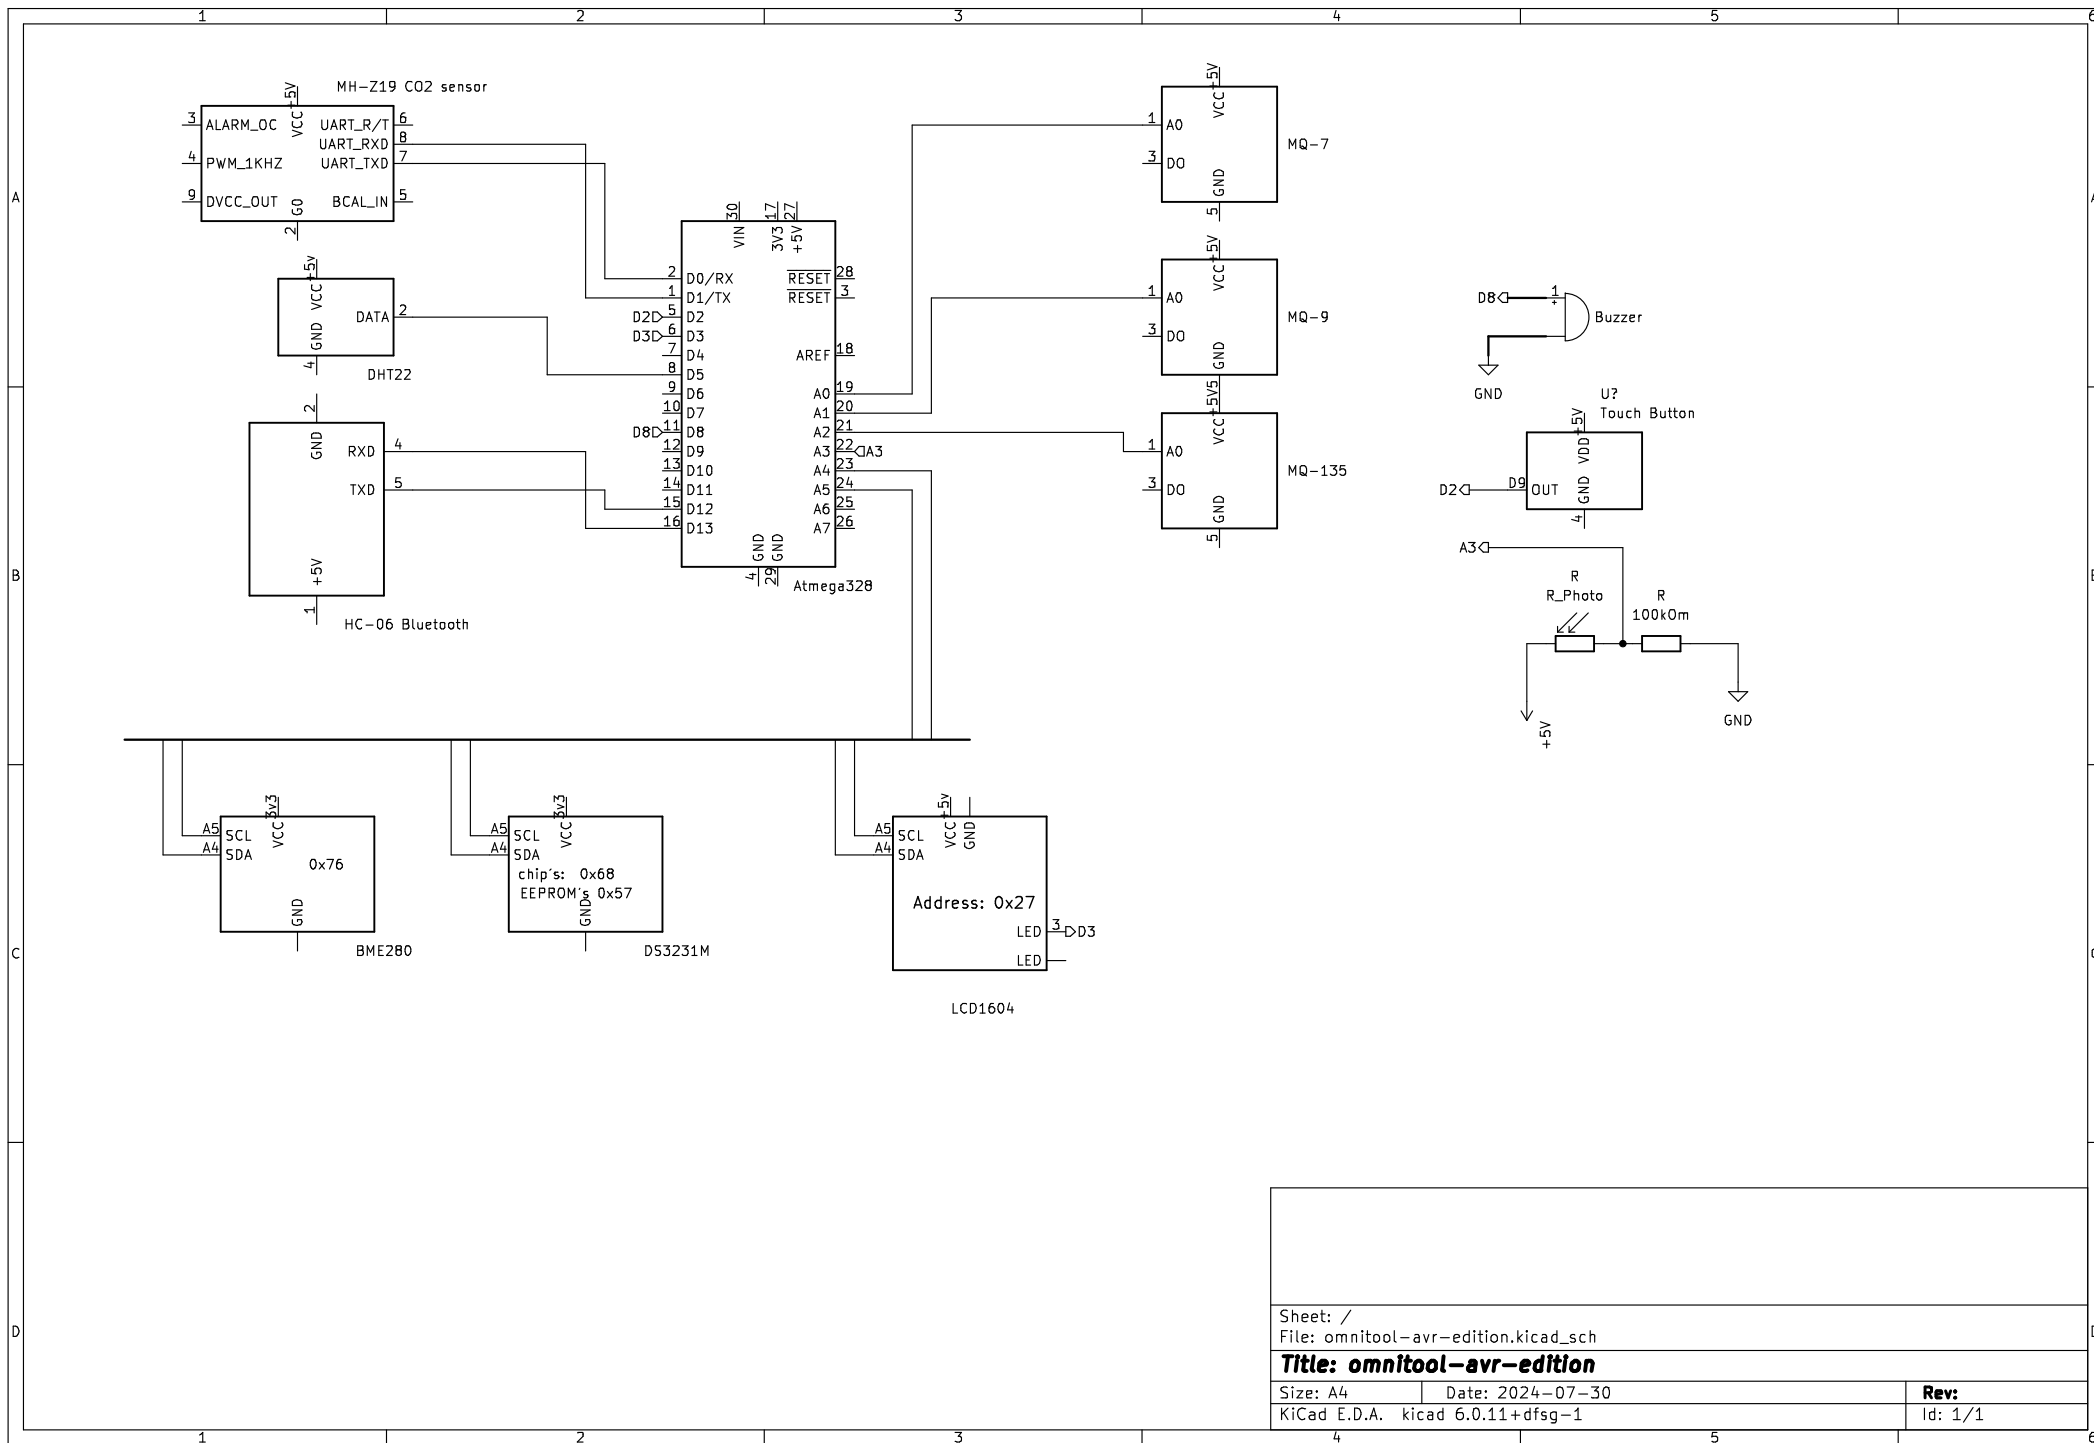 1 2 3 4 5 6
A
B
C
D
MH-Z19 CO2 sensor
+5V
VCC
3 ALARM_OC
4 PWM_1KHZ
9 DVCC_OUT
UART_R/T 6
UART_RXD 8
UART_TXD 7
BCAL_IN 5
G0
2
+5v
VCC
DATA 2
GND
4
DHT22
2
GND
RXD 4
TXD 5
+5V
1
HC-06 Bluetooth
30 17 27
VIN 3V3 +5V
2 D0/RX
1 D1/TX
D2 5 D2
D3 6 D3
7 D4
8 D5
9 D6
10 D7
D8 11 D8
12 D9
13 D10
14 D11
15 D12
16 D13
RESET 28
RESET 3
AREF 18
A0 19
A1 20
A2 21
A3 22 A3
A4 23
A5 24
A6 25
A7 26
GND GND
4 29
Atmega328
+5V
VCC
1 A0
3 DO
GND
5
MQ-7
+5V
VCC
1 A0
3 DO
GND
5
MQ-9
+5V
VCC
1 A0
3 DO
GND
5
MQ-135
D8 1
+
Buzzer
GND
U?
Touch Button
+5V
VDD
D2 D9 OUT
GND
4
A3
R
R_Photo
R
100kOm
+5V
GND
3v3
VCC
A5 SCL
A4 SDA
0x76
GND
BME280
3v3
VCC
A5 SCL
A4 SDA
chip's: 0x68
EEPROM's 0x57
GND
DS3231M
+5v
VCC GND
A5 SCL
A4 SDA
Address: 0x27
LED 3 D3
LED
LCD1604
Sheet: /
File: omnitool-avr-edition.kicad_sch
Title: omnitool-avr-edition
Size: A4 Date: 2024-07-30 Rev:
KiCad E.D.A. kicad 6.0.11+dfsg-1 Id: 1/1
A
1 2 3 4 5 6